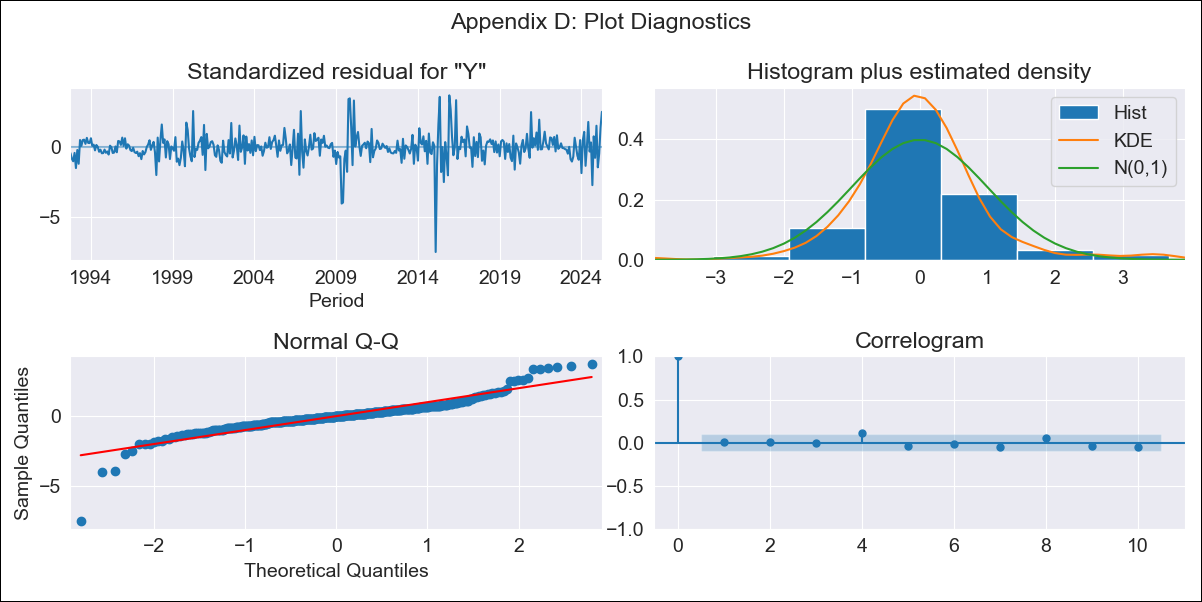 Appendix D: Plot Diagnostics
Standardized residual for "Y"
0
−5
1994 1999 2004 2009 2014 2019 2024
Period
Histogram plus estimated density
Hist
KDE
N(0,1)
0.4
0.2
0.0
−3 −2 −1 0 1 2 3
Normal Q-Q
Sample Quantiles
0
−5
−2 −1 0 1 2
Theoretical Quantiles
Correlogram
1.0
0.5
0.0
−0.5
−1.0
0 2 4 6 8 10